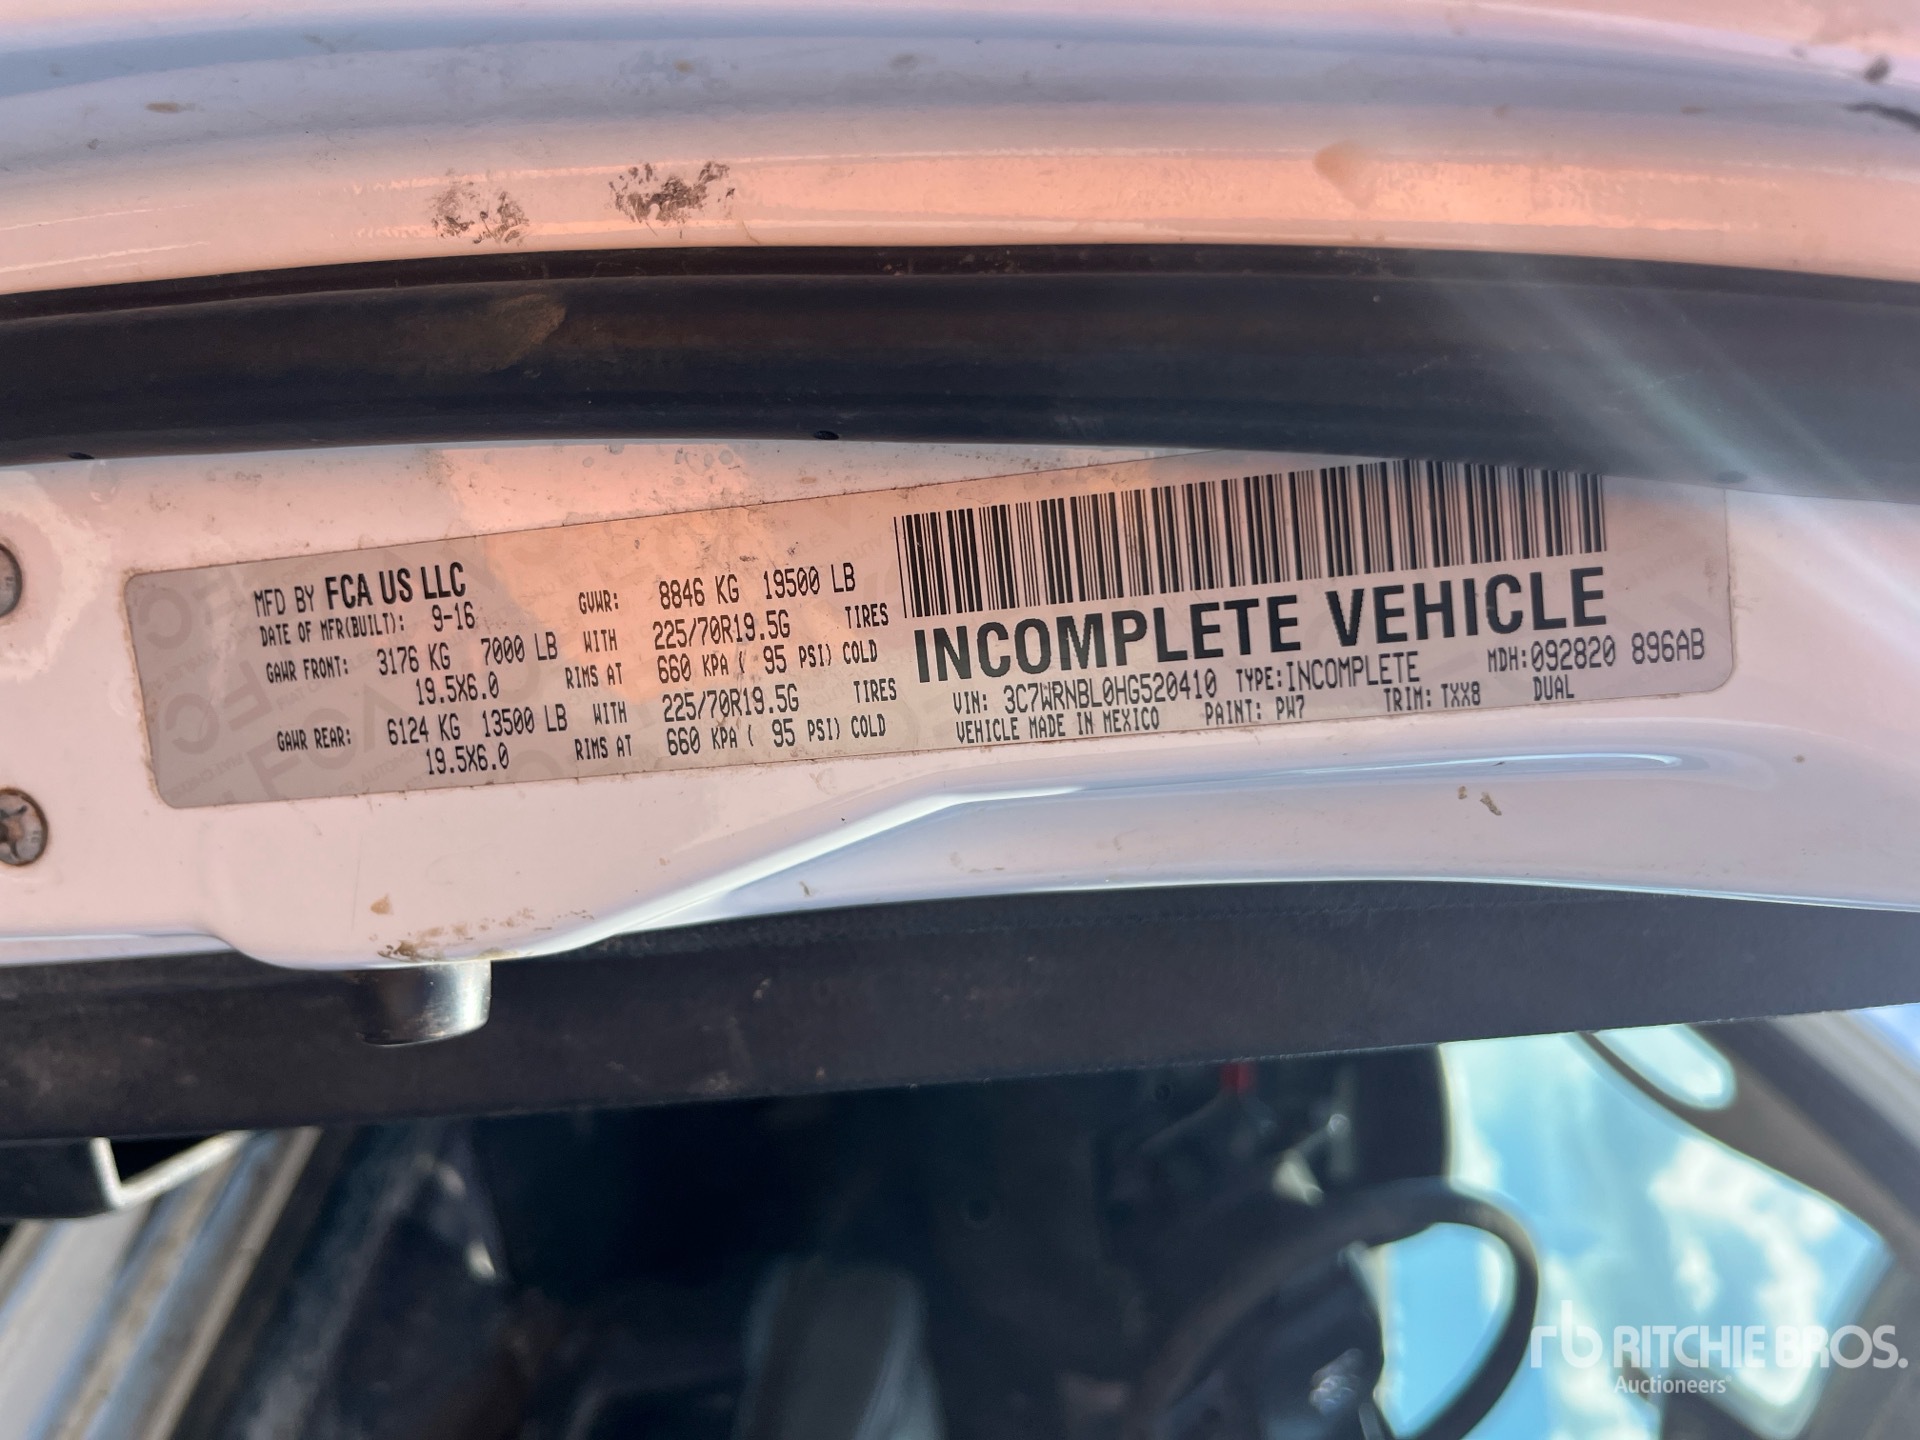 MFD BY FCA US LLC
DATE OF MFR(BUILT): 9-16
GVWR: 8846 KG 19500 LB
GAWR FRONT: 3176 KG 7000 LB WITH 225/70R19.5G TIRES
19.5X6.0 RIMS AT 660 KPA ( 95 PSI) COLD
GAWR REAR: 6124 KG 13500 LB WITH 225/70R19.5G TIRES
19.5X6.0 RIMS AT 660 KPA ( 95 PSI) COLD
INCOMPLETE VEHICLE
VIN: 3C7WRNBL0HG520410 TYPE:INCOMPLETE MDH:092820 896AB
VEHICLE MADE IN MEXICO PAINT: PW7 TRIM: TXX8 DUAL
rb RITCHIE BROS.
Auctioneers